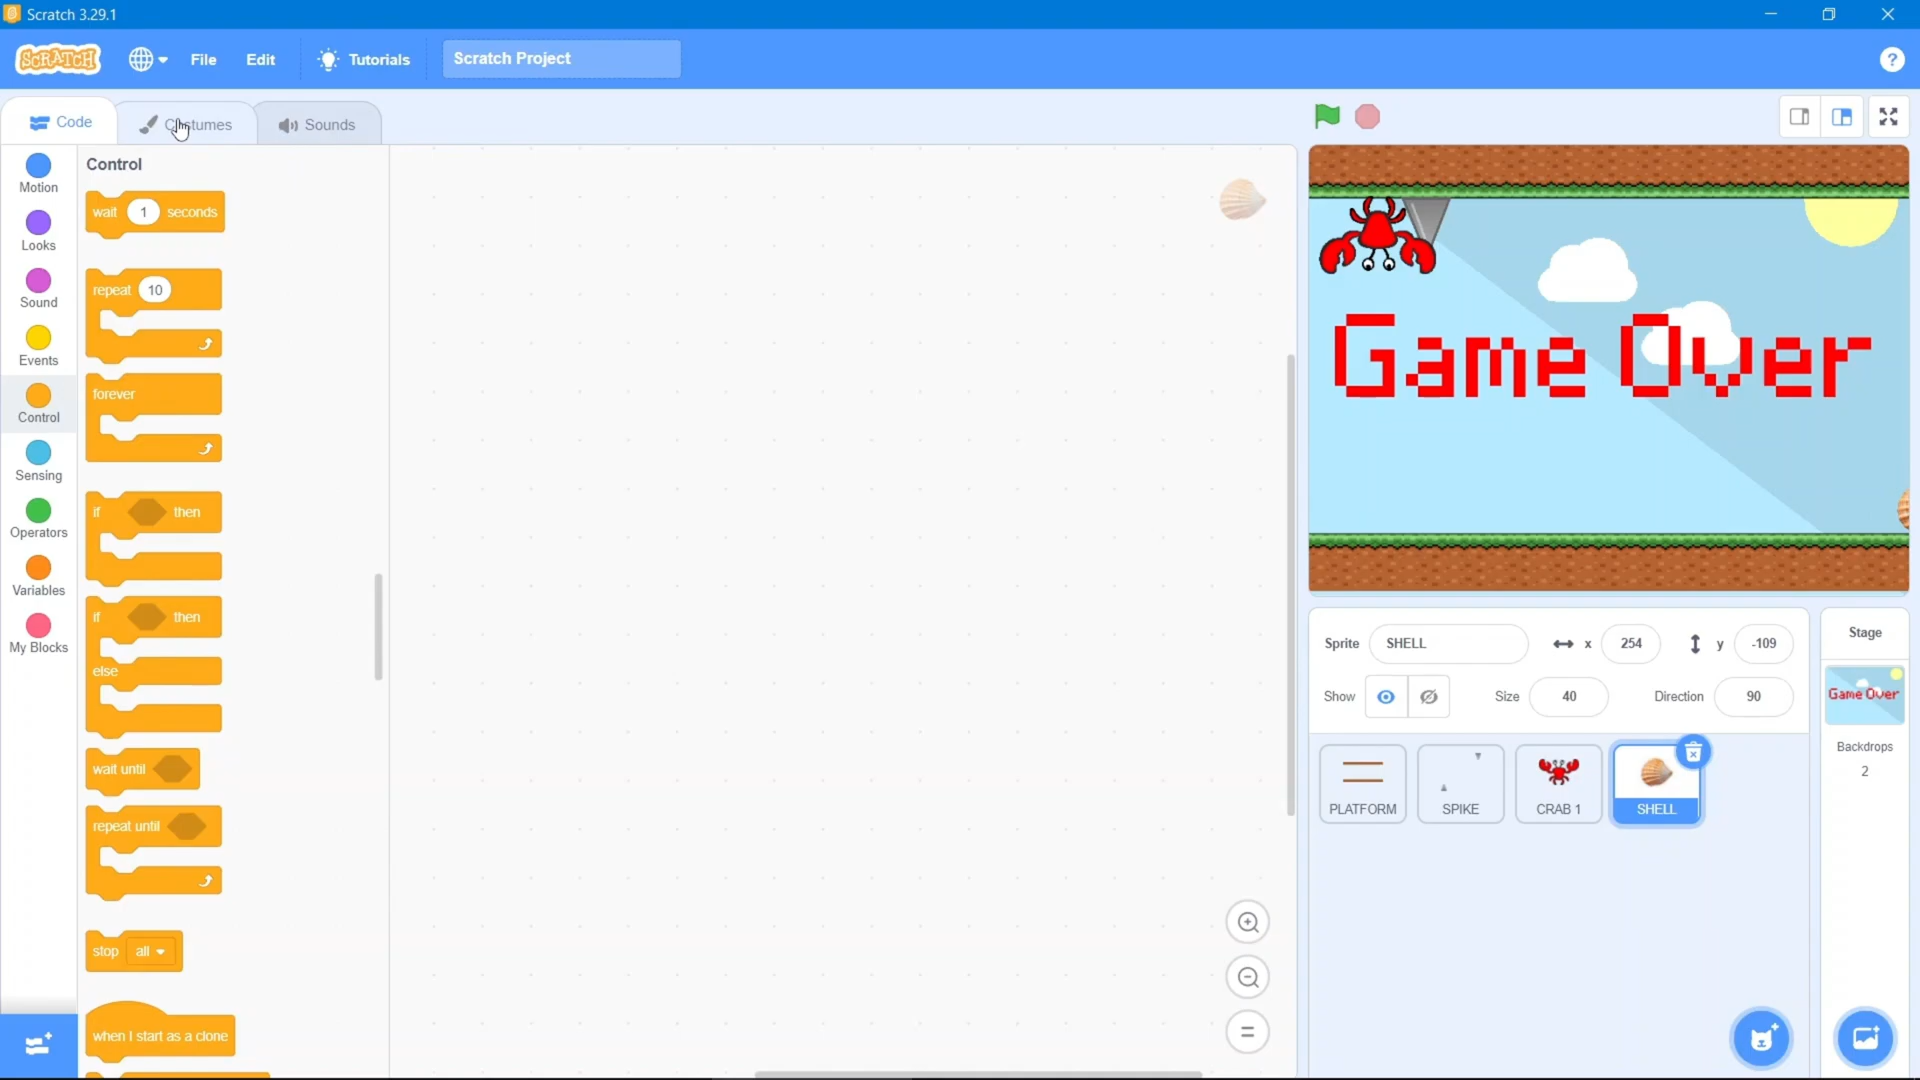 Scratch 3.29.1
SCRATCH
File
Edit
Tutorials
Scratch Project
?
Code
Costumes
Sounds
Motion
Looks
Sound
Events
Control
Sensing
Operators
Variables
My Blocks
Control
wait 1 seconds
repeat 10
forever
if then
if then
else
wait until
repeat until
stop all
when I start as a clone
Game Over
Sprite SHELL x 254 y -109
Show Size 40 Direction 90
PLATFORM
SPIKE
CRAB 1
SHELL
Stage
Game Over
Backdrops
2